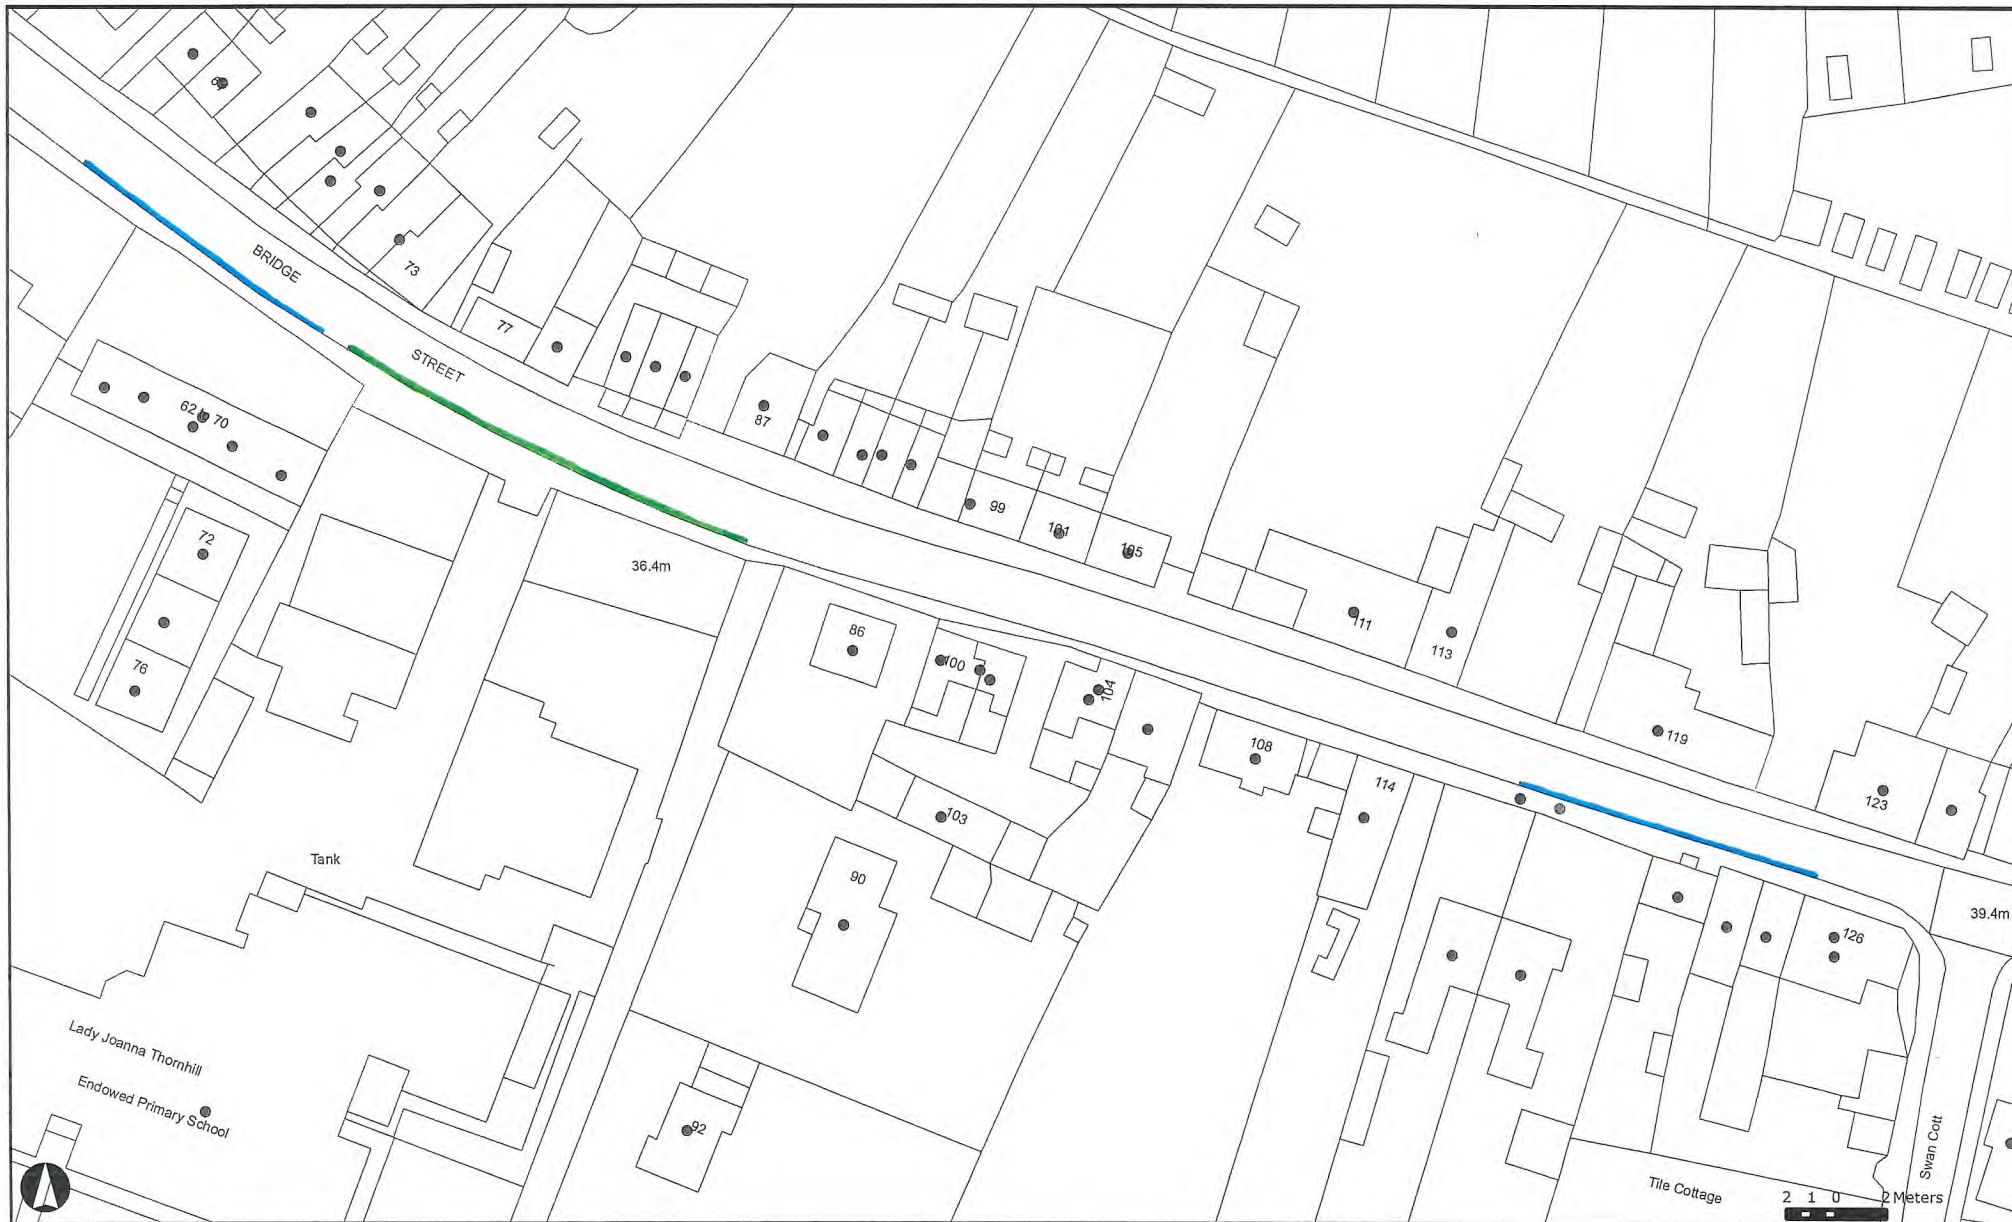 BRIDGE
73
77
STREET
87
62 to 70
99
101
105
72
36.4m
111
113
86
100
104
76
119
108
114
123
103
Tank
90
126
39.4m
Lady Joanna Thornhill
Endowed Primary School
92
Swan Cott
Tile Cottage
2 1 0 2 Meters